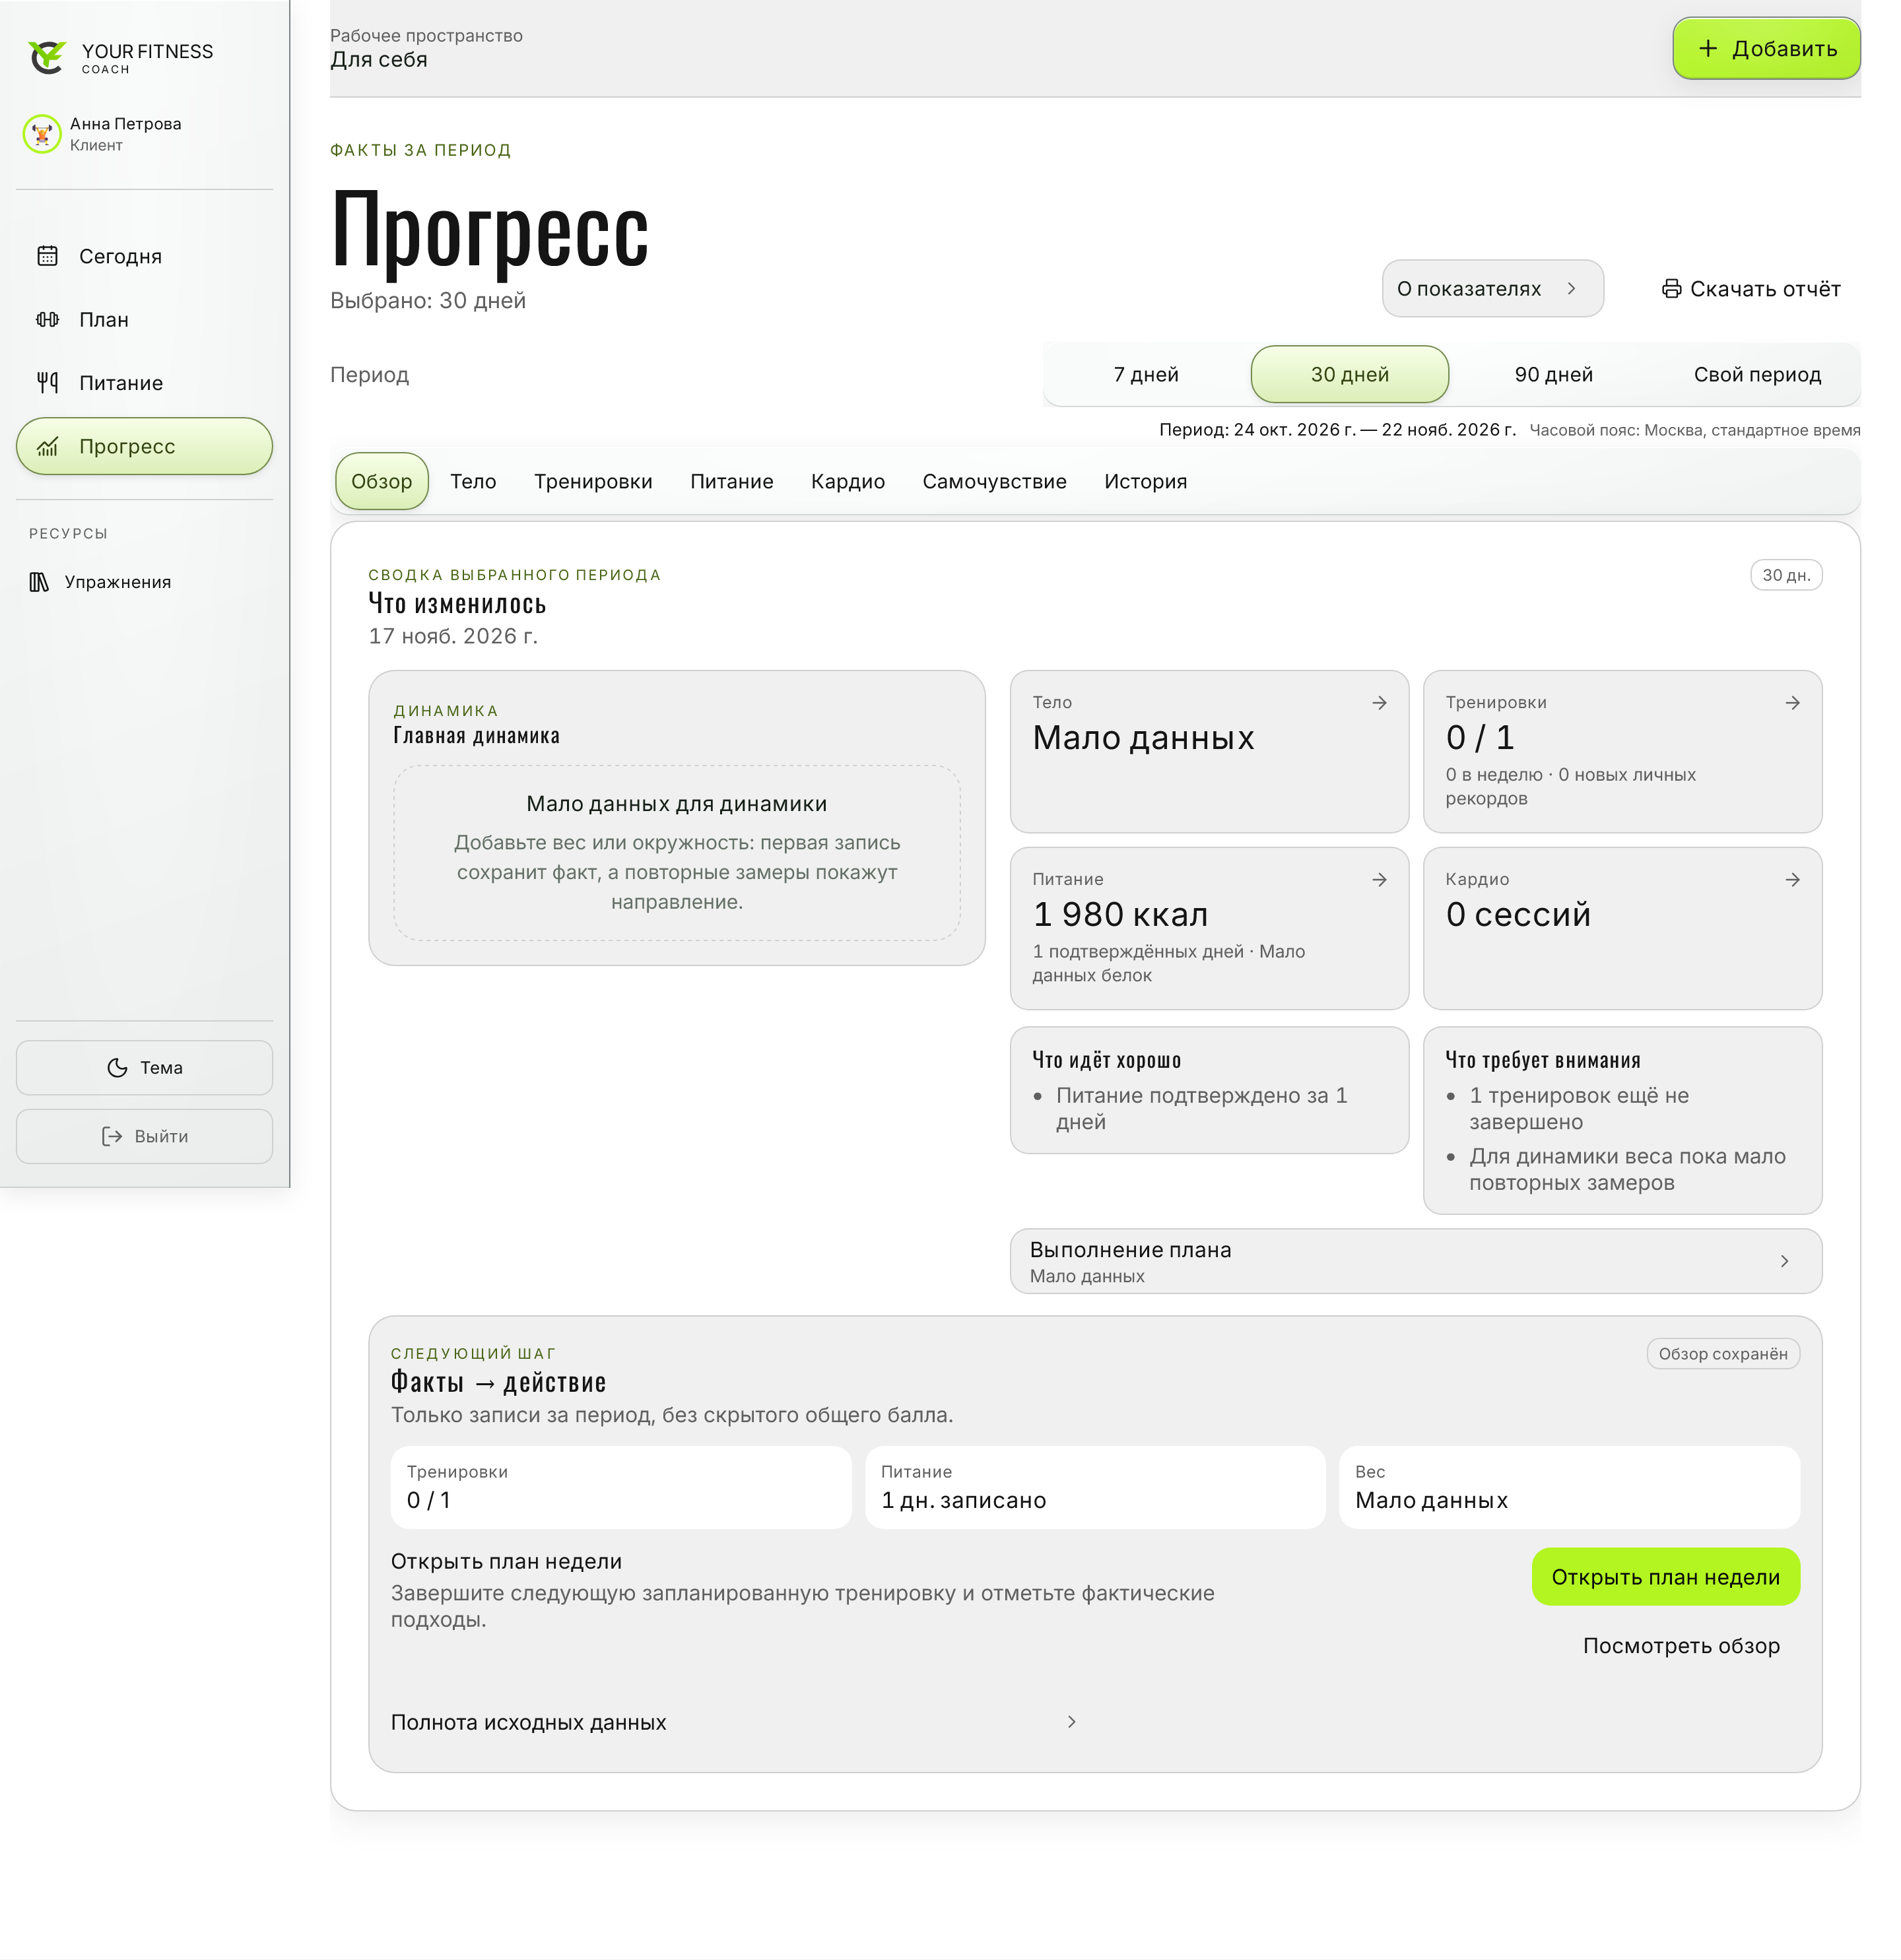 YOUR FITNESS
COACH
Анна Петрова
Клиент
Сегодня
План
Питание
Прогресс
РЕСУРСЫ
Упражнения
Тема
Выйти
Рабочее пространство
Для себя
Добавить
ФАКТЫ ЗА ПЕРИОД
Прогресс
Выбрано: 30 дней
О показателях
Скачать отчёт
Период
7 дней
30 дней
90 дней
Свой период
Период: 24 окт. 2026 г. — 22 нояб. 2026 г. Часовой пояс: Москва, стандартное время
Обзор
Тело
Тренировки
Питание
Кардио
Самочувствие
История
СВОДКА ВЫБРАННОГО ПЕРИОДА
Что изменилось
17 нояб. 2026 г.
30 дн.
ДИНАМИКА
Главная динамика
Мало данных для динамики
Добавьте вес или окружность: первая запись
сохранит факт, а повторные замеры покажут
направление.
Тело
Мало данных
Тренировки
0 / 1
0 в неделю · 0 новых личных
рекордов
Питание
1 980 ккал
1 подтверждённых дней · Мало
данных белок
Кардио
0 сессий
Что идёт хорошо
• Питание подтверждено за 1
дней
Что требует внимания
• 1 тренировок ещё не
завершено
• Для динамики веса пока мало
повторных замеров
Выполнение плана
Мало данных
СЛЕДУЮЩИЙ ШАГ
Факты → действие
Только записи за период, без скрытого общего балла.
Обзор сохранён
Тренировки
0 / 1
Питание
1 дн. записано
Вес
Мало данных
Открыть план недели
Завершите следующую запланированную тренировку и отметьте фактические
подходы.
Открыть план недели
Посмотреть обзор
Полнота исходных данных